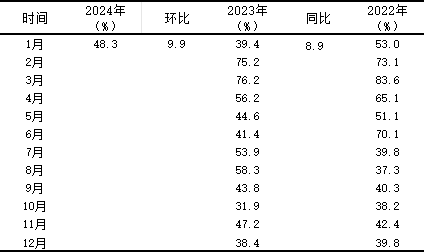 时间 2024年（%） 环比 2023年（%） 同比 2022年（%）
1月 48.3 9.9 39.4 8.9 53.0
2月 75.2 73.1
3月 76.2 83.6
4月 56.2 65.1
5月 44.6 51.1
6月 41.4 70.1
7月 53.9 39.8
8月 58.3 37.3
9月 43.8 40.3
10月 31.9 38.2
11月 47.2 42.4
12月 38.4 39.8